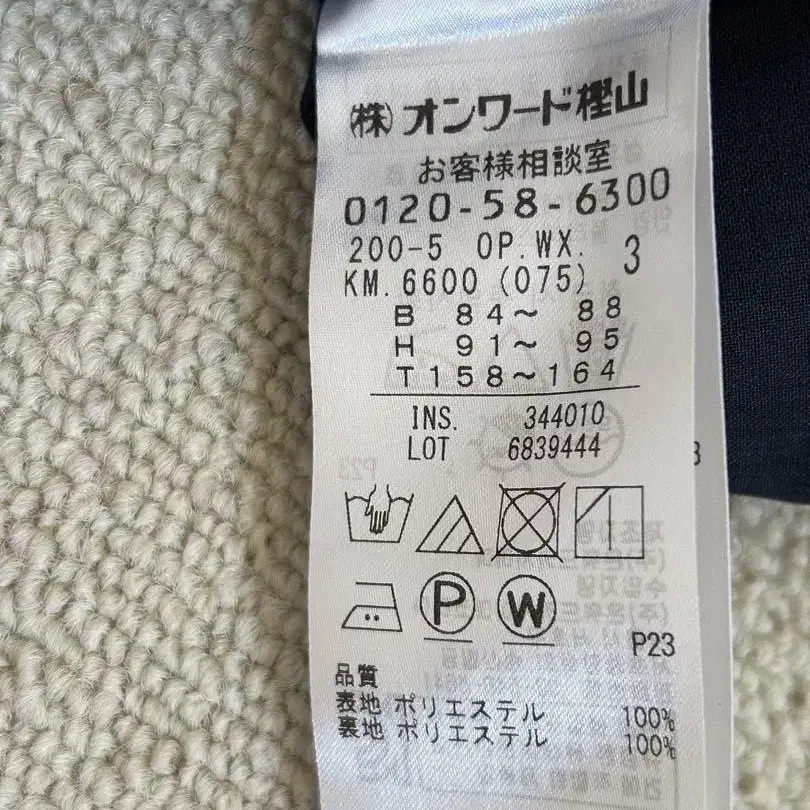 ㈱オンワード樫山
お客様相談室
0120-58-6300
200-5 OP.WX. 3
KM.6600(075)
B 84～ 88
H 91～ 95
T158～164
INS. 344010
LOT 6839444
P
W
P23
品質
表地 ポリエステル 100%
裏地 ポリエステル 100%